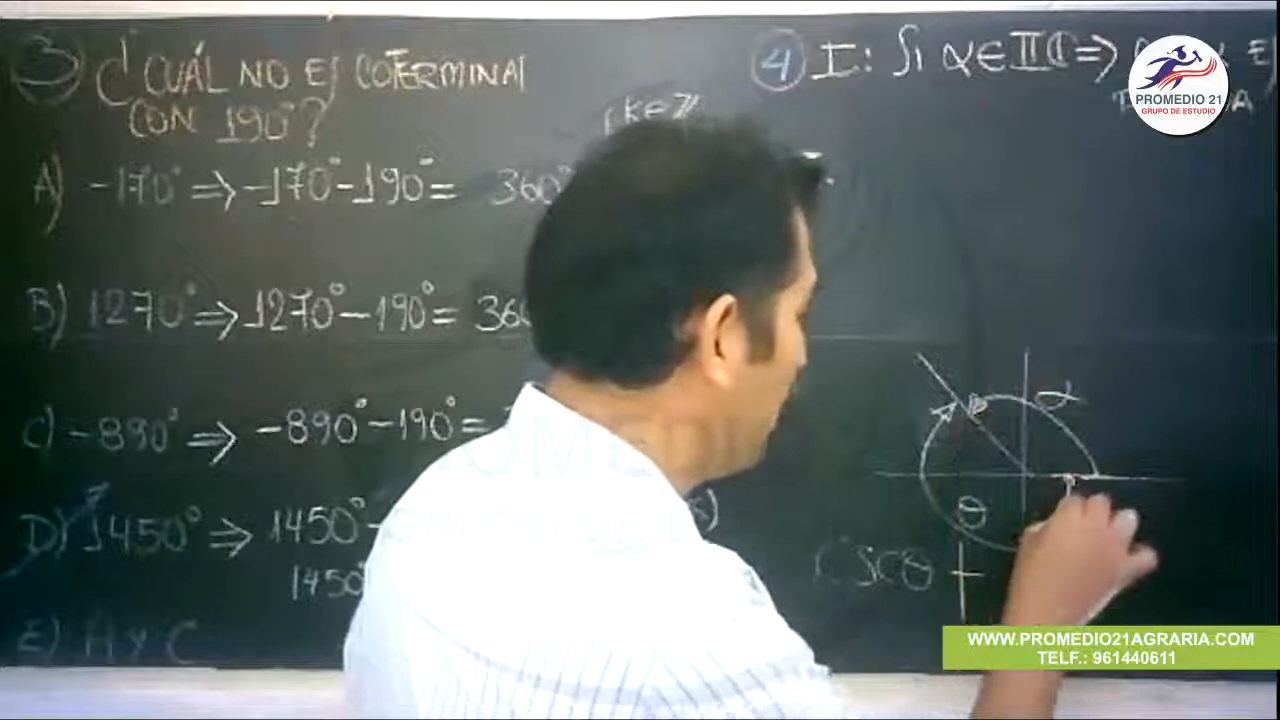 ③ ¿CUÁL NO ES COTERMINAL
CON 190°?
A) -170° ⇒ -170° - 190° = 360°
B) 1270° ⇒ 1270° - 190° = 360
C) -890° ⇒ -890° - 190° =
D) 1450° ⇒ 1450° -
1450
E) A y C
(k∈ℤ
④ I: Si α ∈ II C ⇒
α
θ
CSCθ
PROMEDIO 21
GRUPO DE ESTUDIO
WWW.PROMEDIO21AGRARIA.COM
TELF.: 961440611